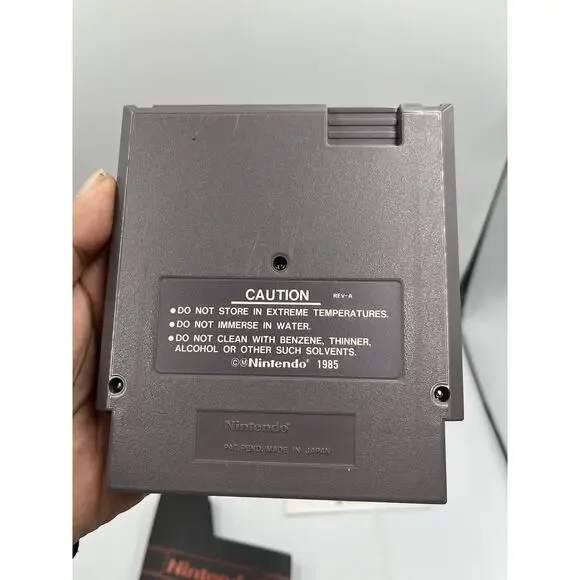 CAUTION REV-A
●DO NOT STORE IN EXTREME TEMPERATURES.
●DO NOT IMMERSE IN WATER.
●DO NOT CLEAN WITH BENZENE, THINNER,
ALCOHOL OR OTHER SUCH SOLVENTS.
©ⓂNintendo® 1985
Nintendo®
PAT. PEND. MADE IN JAPAN
Nintendo